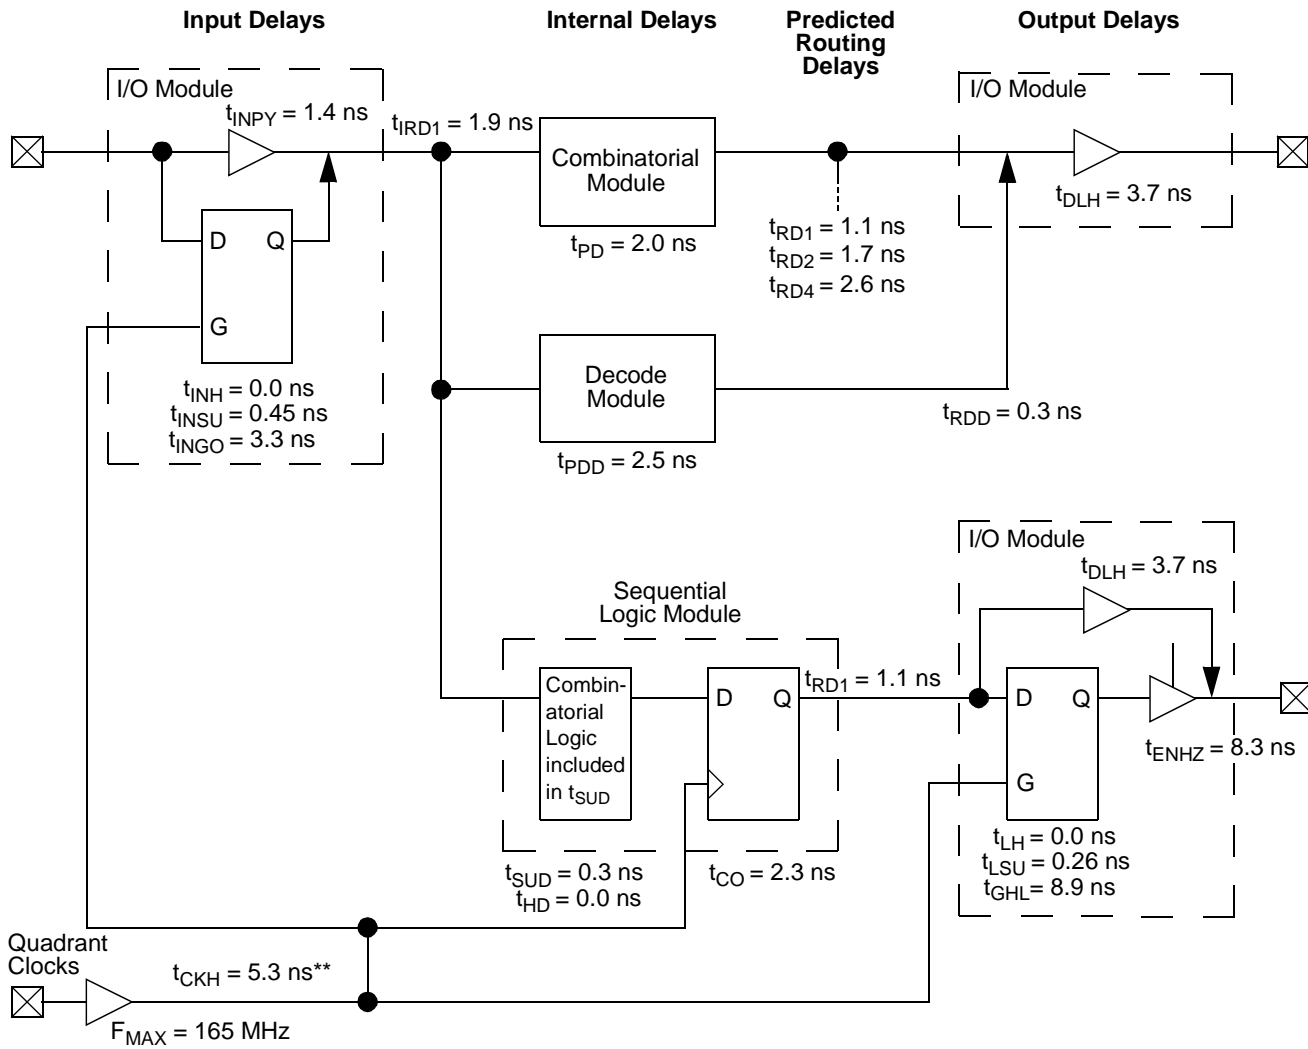 Input Delays
Internal Delays
Predicted
Routing
Delays
Output Delays
I/O Module
t_INPY = 1.4 ns
t_IRD1 = 1.9 ns
D Q
G
t_INH = 0.0 ns
t_INSU = 0.45 ns
t_INGO = 3.3 ns
Combinatorial
Module
t_PD = 2.0 ns
t_RD1 = 1.1 ns
t_RD2 = 1.7 ns
t_RD4 = 2.6 ns
I/O Module
t_DLH = 3.7 ns
Decode
Module
t_PDD = 2.5 ns
t_RDD = 0.3 ns
Sequential
Logic Module
Combin-
atorial
Logic
included
in t_SUD
D Q
t_SUD = 0.3 ns
t_HD = 0.0 ns
t_CO = 2.3 ns
t_RD1 = 1.1 ns
I/O Module
t_DLH = 3.7 ns
D Q
G
t_ENHZ = 8.3 ns
t_LH = 0.0 ns
t_LSU = 0.26 ns
t_GHL = 8.9 ns
Quadrant
Clocks
t_CKH = 5.3 ns**
F_MAX = 165 MHz